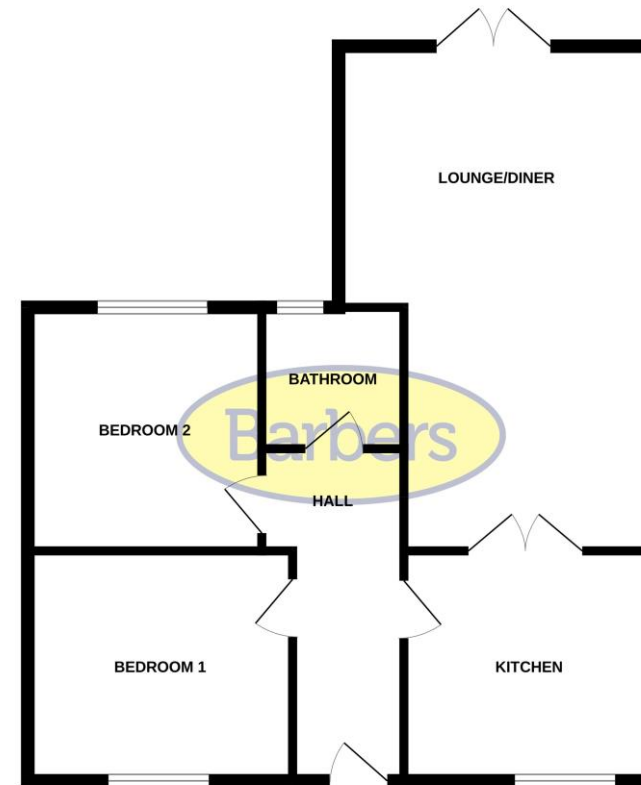 LOUNGE/DINER
BATHROOM
BEDROOM 2
Barbers
HALL
BEDROOM 1
KITCHEN